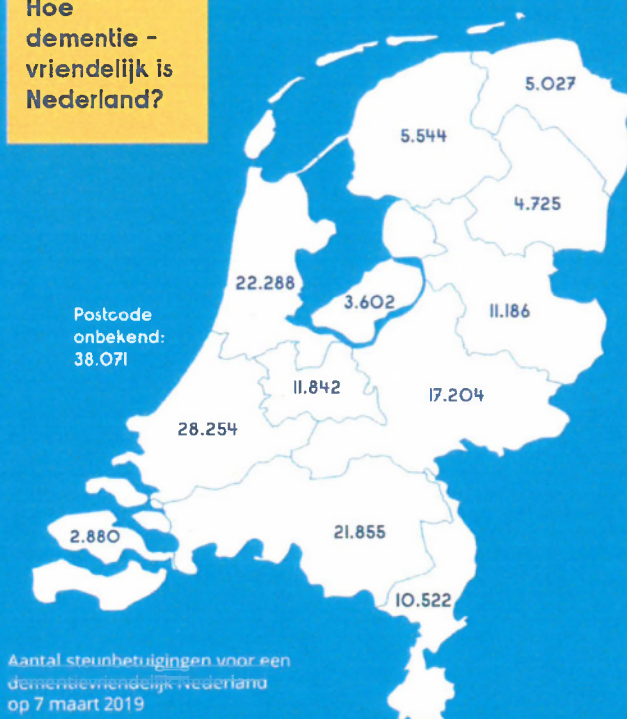 Hoe
dementie -
vriendelijk is
Nederland?
5.027
5.544
4.725
22.288
3.602
11.186
Postcode
onbekend:
38.071
11.842
17.204
28.254
2.880
21.855
10.522
Aantal steunbetuigingen voor een
dementievriendelijk Nederland
op 7 maart 2019